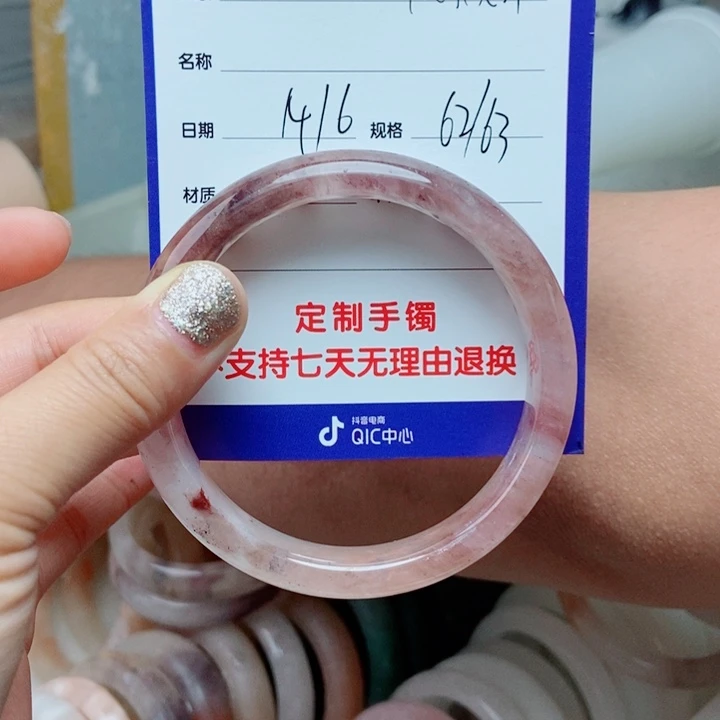 名称
日期 14/6 规格 62/63
材质
定制手镯
支持七天无理由退换
抖音电商
QIC中心